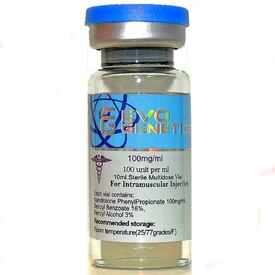 EVO
GENETICS
100mg/ml
100 unit per ml
10ml Sterile Multidose Vial
For Intramuscular Injection
Each vial contains:
Nandrolone PhenylPropionate 100mg/ml
Benzyl Benzoate 16%,
Benzyl Alcohol 3%
Recommended storage:
Room temperature(25/77grades/F)